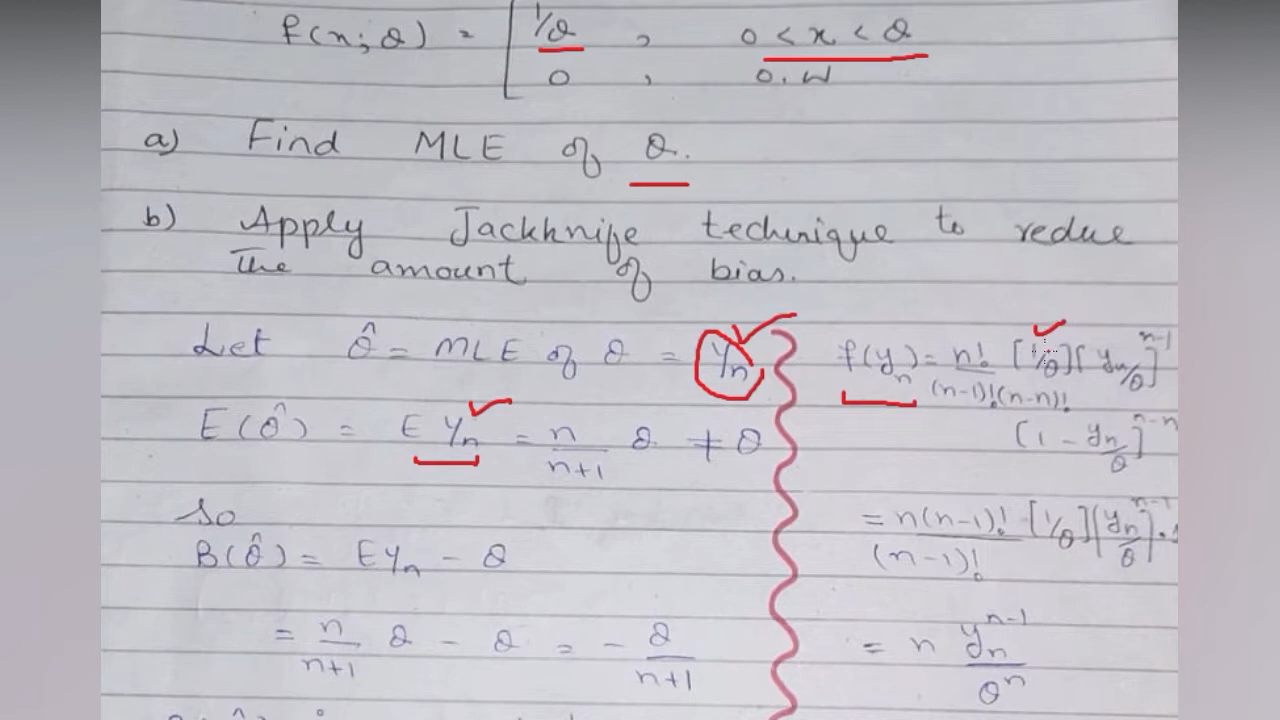 f(x; θ) = [ 1/θ , 0 < x < θ
0 , o.w
a) Find MLE of θ.
b) Apply Jackknife technique to redue
The amount of bias.
Let θ̂ = MLE of θ = Yn
E(θ̂) = E Yn = n/n+1 θ ≠ θ
So
B(θ̂) = E Yn - θ
= n/n+1 θ - θ = - θ/n+1
f(yn) = n!/(n-1)!(n-n)! [1/θ][yn/θ]^n-1
[1 - yn/θ]^n-n
= n(n-1)!/(n-1)! · [1/θ][yn/θ]^n-1 ·
= n yn^n-1/θ^n